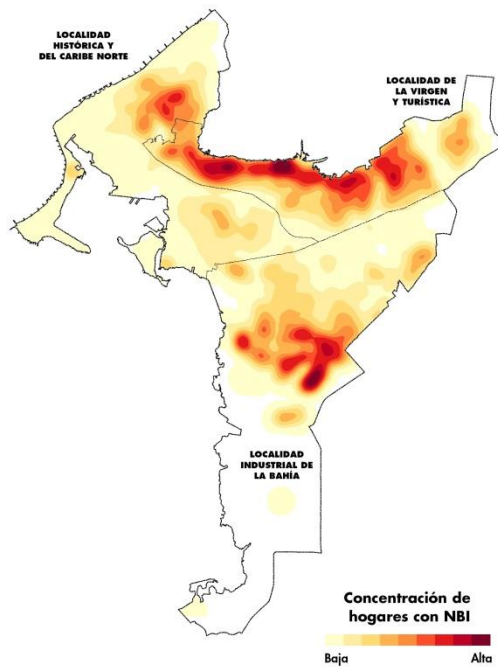 LOCALIDAD
HISTÓRICA Y
DEL CARIBE NORTE
LOCALIDAD DE
LA VIRGEN
Y TURÍSTICA
LOCALIDAD
INDUSTRIAL DE
LA BAHÍA
Concentración de
hogares con NBI
Baja
Alta